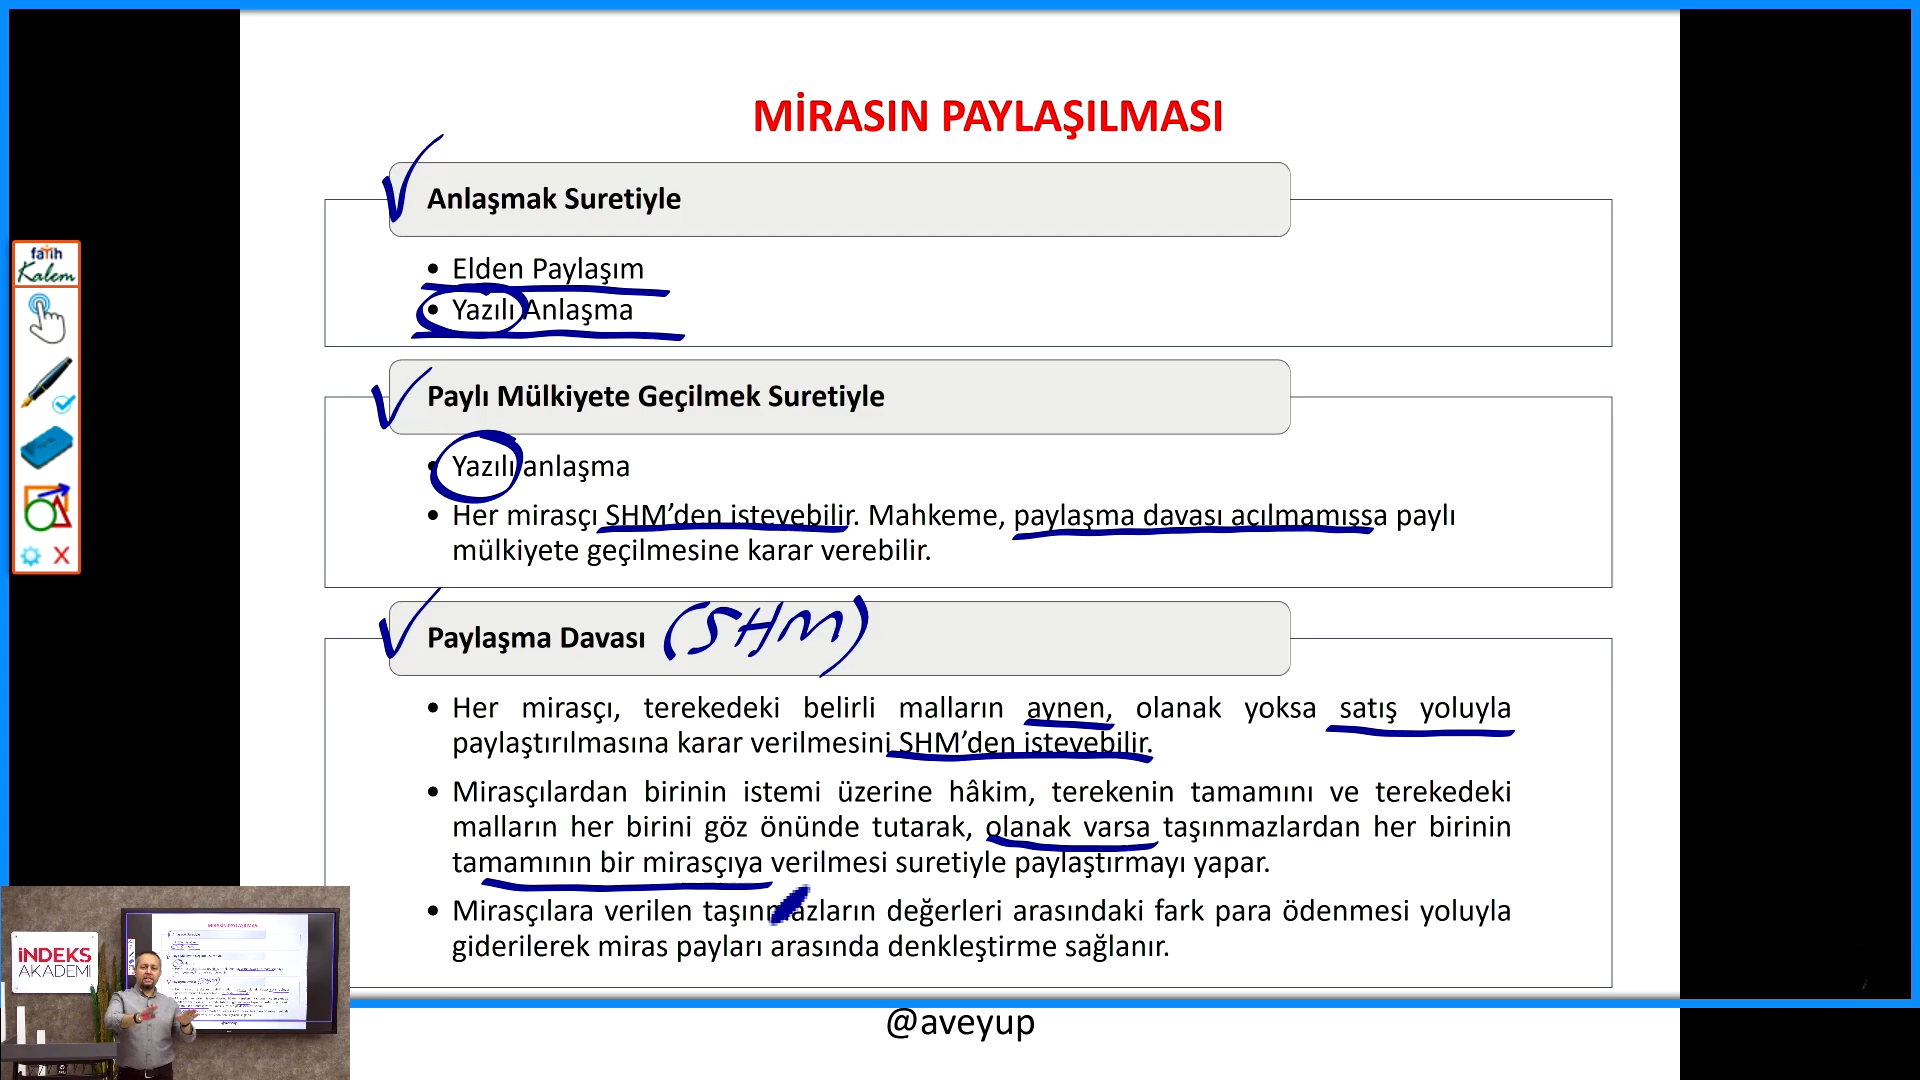 MİRASIN PAYLAŞILMASI
Anlaşmak Suretiyle
• Elden Paylaşım
• Yazılı Anlaşma
Paylı Mülkiyete Geçilmek Suretiyle
• Yazılı anlaşma
• Her mirasçı SHM’den isteyebilir. Mahkeme, paylaşma davası açılmamışsa paylı
mülkiyete geçilmesine karar verebilir.
Paylaşma Davası (SHM)
• Her mirasçı, terekedeki belirli malların aynen, olanak yoksa satış yoluyla
paylaştırılmasına karar verilmesini SHM’den isteyebilir.
• Mirasçılardan birinin istemi üzerine hâkim, terekenin tamamını ve terekedeki
malların her birini göz önünde tutarak, olanak varsa taşınmazlardan her birinin
tamamının bir mirasçıya verilmesi suretiyle paylaştırmayı yapar.
• Mirasçılara verilen taşınmazların değerleri arasındaki fark para ödenmesi yoluyla
giderilerek miras payları arasında denkleştirme sağlanır.
@aveyup
fatih
Kalem
İNDEKS
AKADEMİ